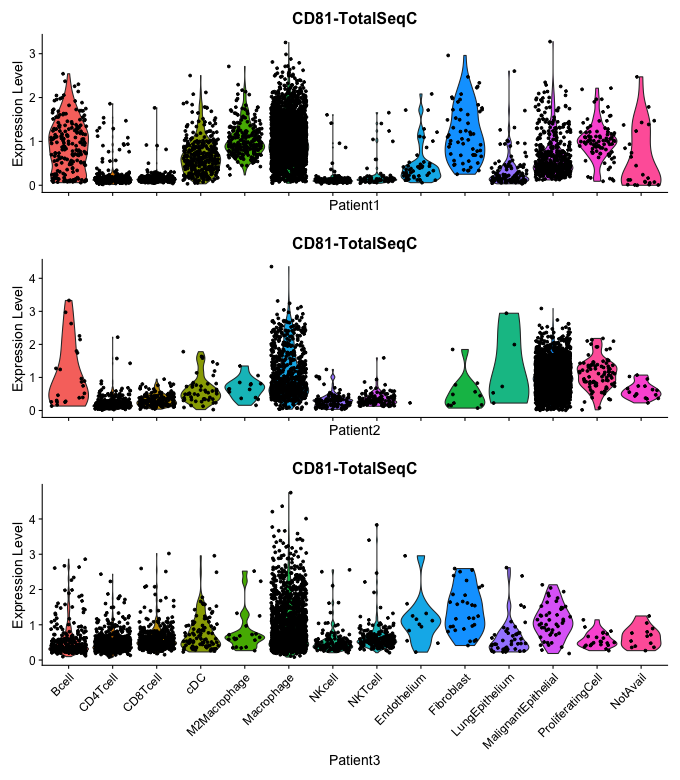 CD81-TotalSeqC
Expression Level
3
2
1
0
Patient1
CD81-TotalSeqC
Expression Level
4
3
2
1
0
Patient2
CD81-TotalSeqC
Expression Level
4
3
2
1
0
Bcell
CD4Tcell
CD8Tcell
cDC
M2Macrophage
Macrophage
NKcell
NKTcell
Endothelium
Fibroblast
LungEpithelium
MalignantEpithelial
ProliferatingCell
NotAvail
Patient3